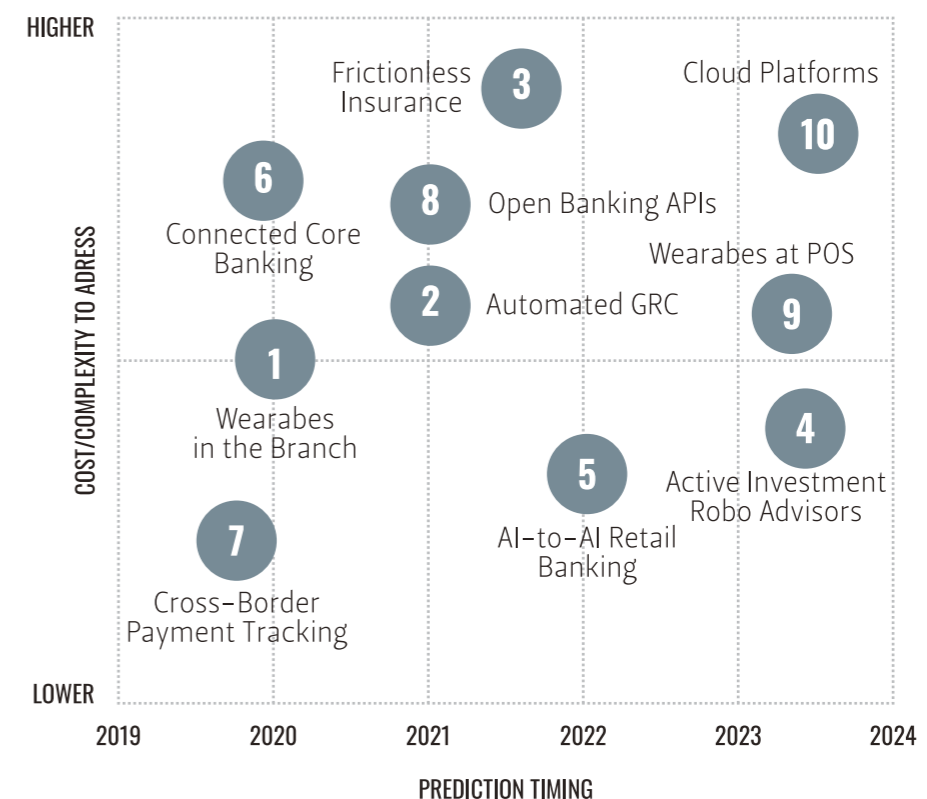 HIGHER
Frictionless
Insurance
3
Cloud Platforms
10
6
Connected Core
Banking
8
Open Banking APIs
Wearabes at POS
9
2
Automated GRC
1
Wearabes
in the Branch
4
Active Investment
Robo Advisors
5
AI-to-AI Retail
Banking
7
Cross-Border
Payment Tracking
COST/COMPLEXITY TO ADRESS
LOWER
2019
2020
2021
2022
2023
2024
PREDICTION TIMING